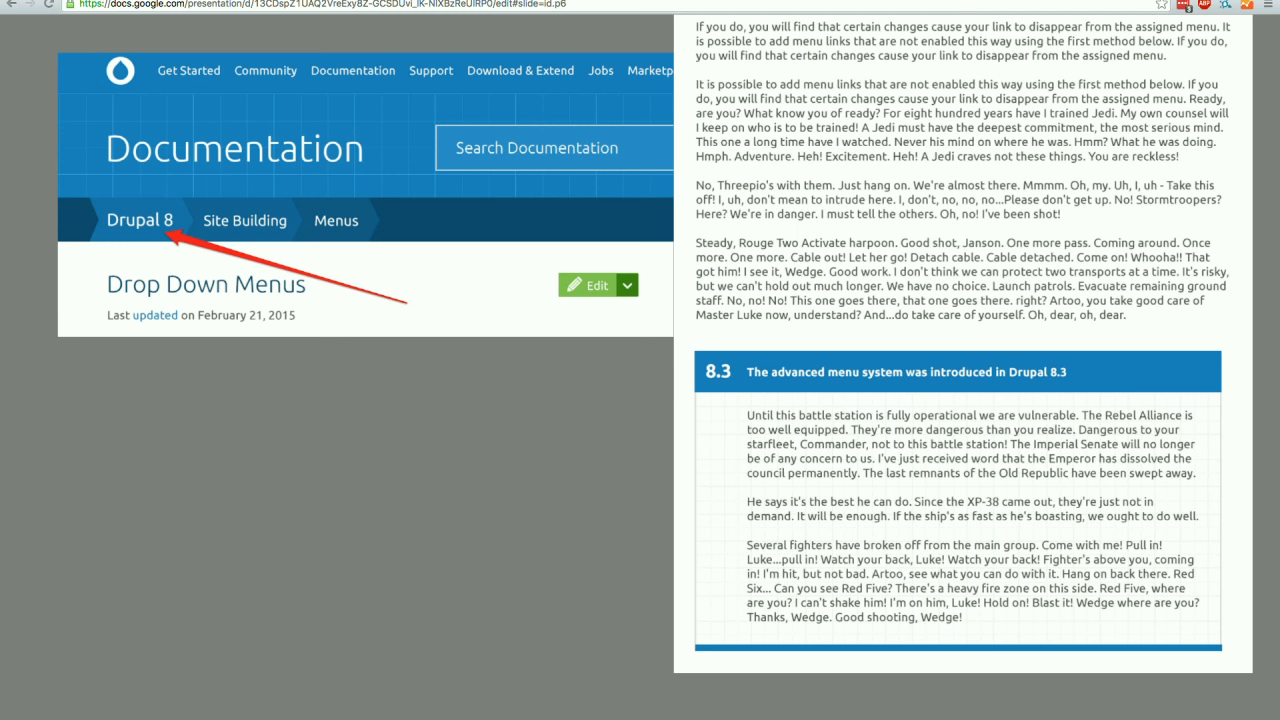 https://docs.google.com/presentation/d/13CDspZ1UAQ2VreExy8Z-GCSDUvi_lK-NIXBzReUIRP0/edit#slide=id.p6
Get Started Community Documentation Support Download & Extend Jobs Marketp
Documentation
Search Documentation
Drupal 8 Site Building Menus
Drop Down Menus
Edit
Last updated on February 21, 2015
If you do, you will find that certain changes cause your link to disappear from the assigned menu. It
is possible to add menu links that are not enabled this way using the first method below. If you do,
you will find that certain changes cause your link to disappear from the assigned menu.
It is possible to add menu links that are not enabled this way using the first method below. If you
do, you will find that certain changes cause your link to disappear from the assigned menu. Ready,
are you? What know you of ready? For eight hundred years have I trained Jedi. My own counsel will
I keep on who is to be trained! A Jedi must have the deepest commitment, the most serious mind.
This one a long time have I watched. Never his mind on where he was. Hmm? What he was doing.
Hmph. Adventure. Heh! Excitement. Heh! A Jedi craves not these things. You are reckless!
No, Threepio's with them. Just hang on. We're almost there. Mmmm. Oh, my. Uh, I, uh - Take this
off! I, uh, don't mean to intrude here. I, don't, no, no, no...Please don't get up. No! Stormtroopers?
Here? We're in danger. I must tell the others. Oh, no! I've been shot!
Steady, Rouge Two Activate harpoon. Good shot, Janson. One more pass. Coming around. Once
more. One more. Cable out! Let her go! Detach cable. Cable detached. Come on! Whooha!! That
got him! I see it, Wedge. Good work. I don't think we can protect two transports at a time. It's risky,
but we can't hold out much longer. We have no choice. Launch patrols. Evacuate remaining ground
staff. No, no! No! This one goes there, that one goes there. right? Artoo, you take good care of
Master Luke now, understand? And...do take care of yourself. Oh, dear, oh, dear.
8.3 The advanced menu system was introduced in Drupal 8.3
Until this battle station is fully operational we are vulnerable. The Rebel Alliance is
too well equipped. They're more dangerous than you realize. Dangerous to your
starfleet, Commander, not to this battle station! The Imperial Senate will no longer
be of any concern to us. I've just received word that the Emperor has dissolved the
council permanently. The last remnants of the Old Republic have been swept away.
He says it's the best he can do. Since the XP-38 came out, they're just not in
demand. It will be enough. If the ship's as fast as he's boasting, we ought to do well.
Several fighters have broken off from the main group. Come with me! Pull in!
Luke...pull in! Watch your back, Luke! Watch your back! Fighter's above you, coming
in! I'm hit, but not bad. Artoo, see what you can do with it. Hang on back there. Red
Six... Can you see Red Five? There's a heavy fire zone on this side. Red Five, where
are you? I can't shake him! I'm on him, Luke! Hold on! Blast it! Wedge where are you?
Thanks, Wedge. Good shooting, Wedge!